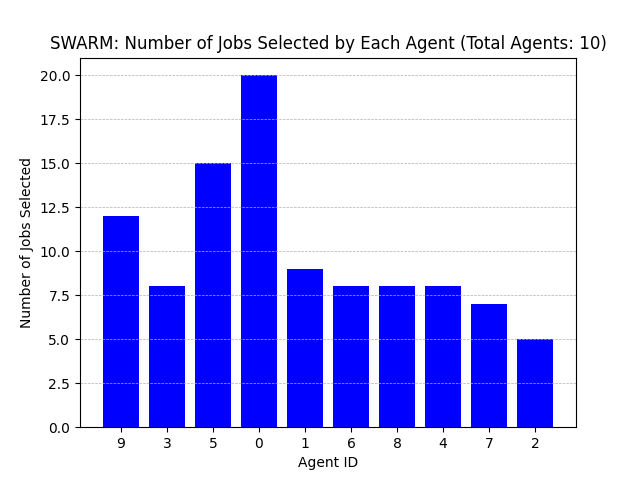 SWARM: Number of Jobs Selected by Each Agent (Total Agents: 10)
Number of Jobs Selected
20.0
17.5
15.0
12.5
10.0
7.5
5.0
2.5
0.0
9 3 5 0 1 6 8 4 7 2
Agent ID